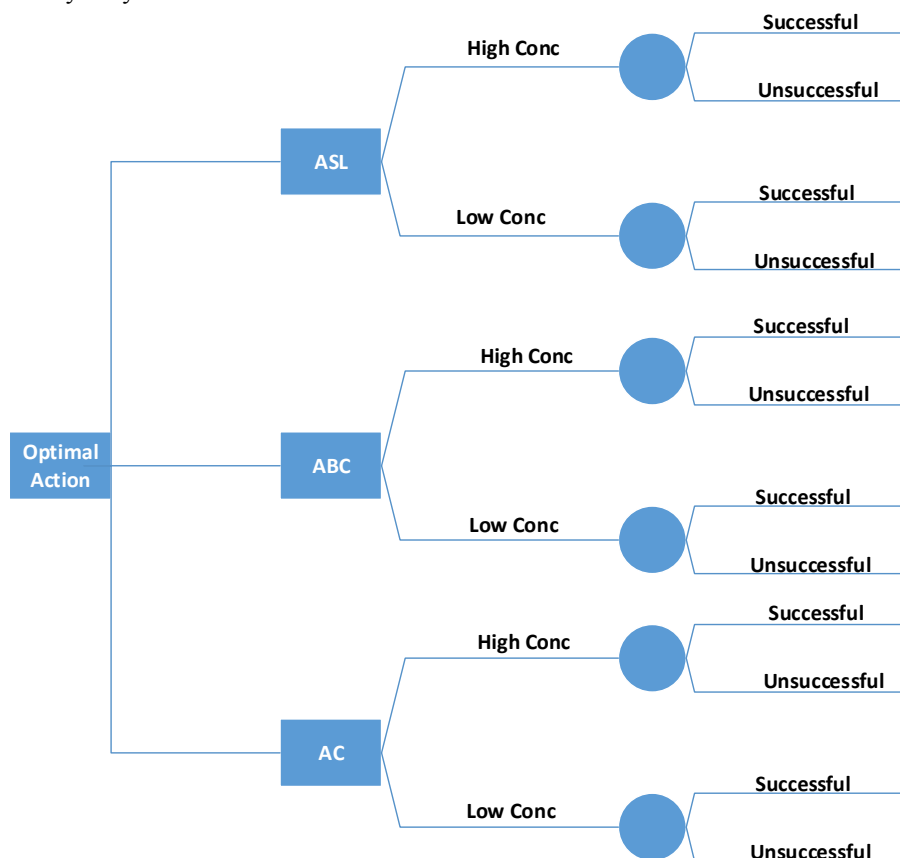 Successful
High Conc
Unsuccessful
ASL
Successful
Low Conc
Unsuccessful
Successful
High Conc
Unsuccessful
Optimal
Action
ABC
Successful
Low Conc
Unsuccessful
Successful
High Conc
Unsuccessful
AC
Successful
Low Conc
Unsuccessful